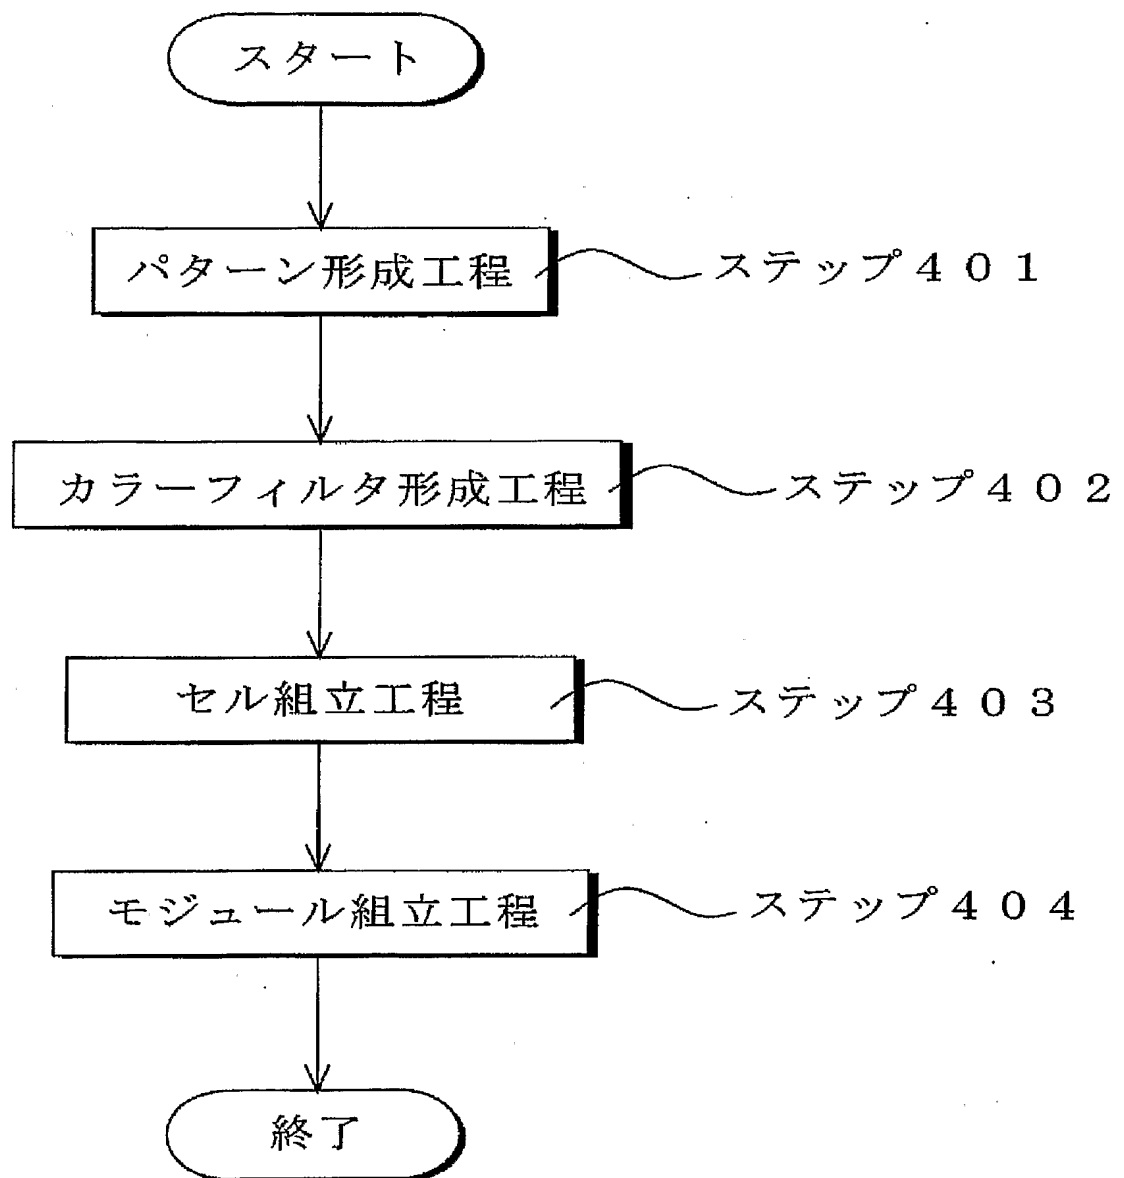 スタート
パターン形成工程
ステップ401
カラーフィルタ形成工程
ステップ402
セル組立工程
ステップ403
モジュール組立工程
ステップ404
終了